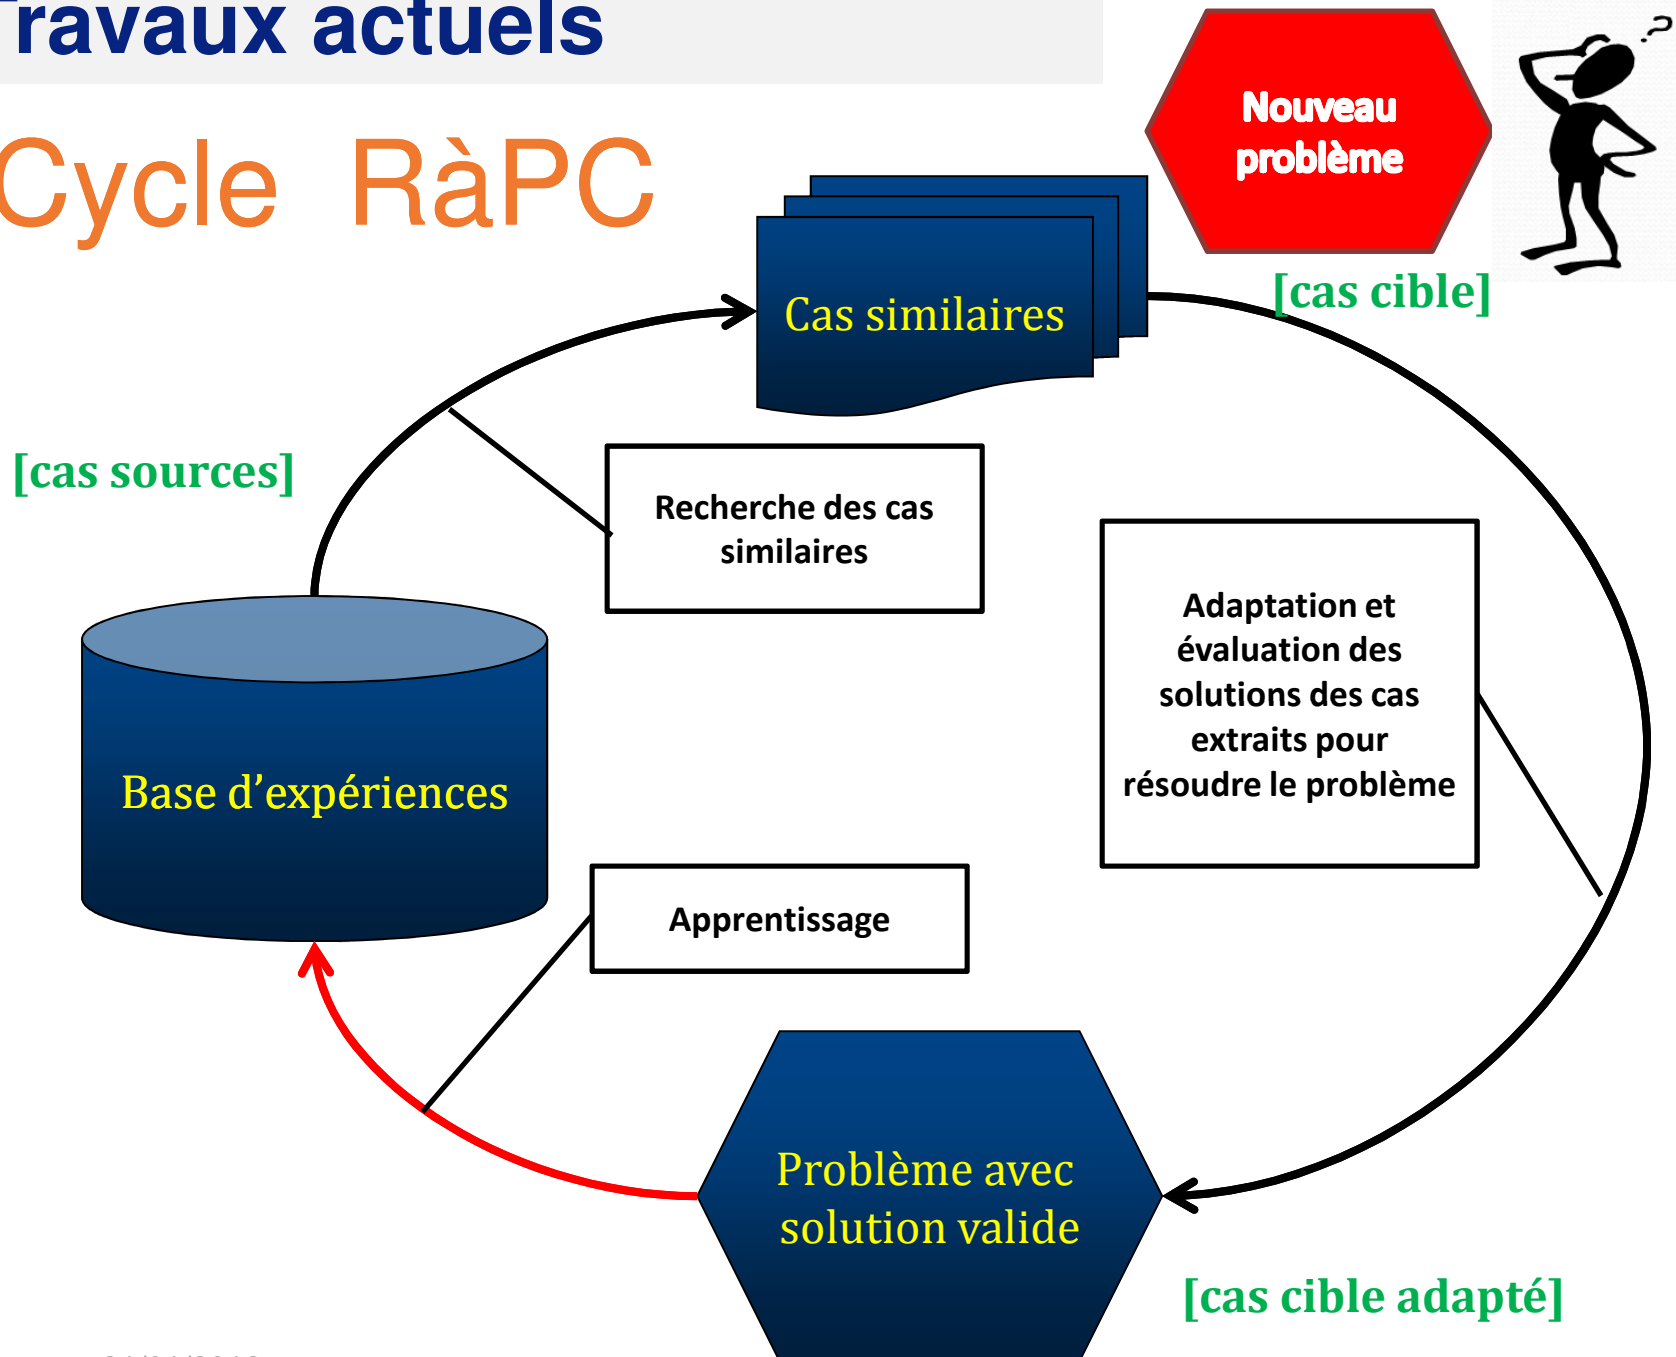 ravaux actuels
Cycle RàPC
Nouveau
problème
?
[cas cible]
Cas similaires
[cas sources]
Recherche des cas
similaires
Adaptation et
évaluation des
solutions des cas
extraits pour
résoudre le problème
Base d’expériences
Apprentissage
Problème avec
solution valide
[cas cible adapté]